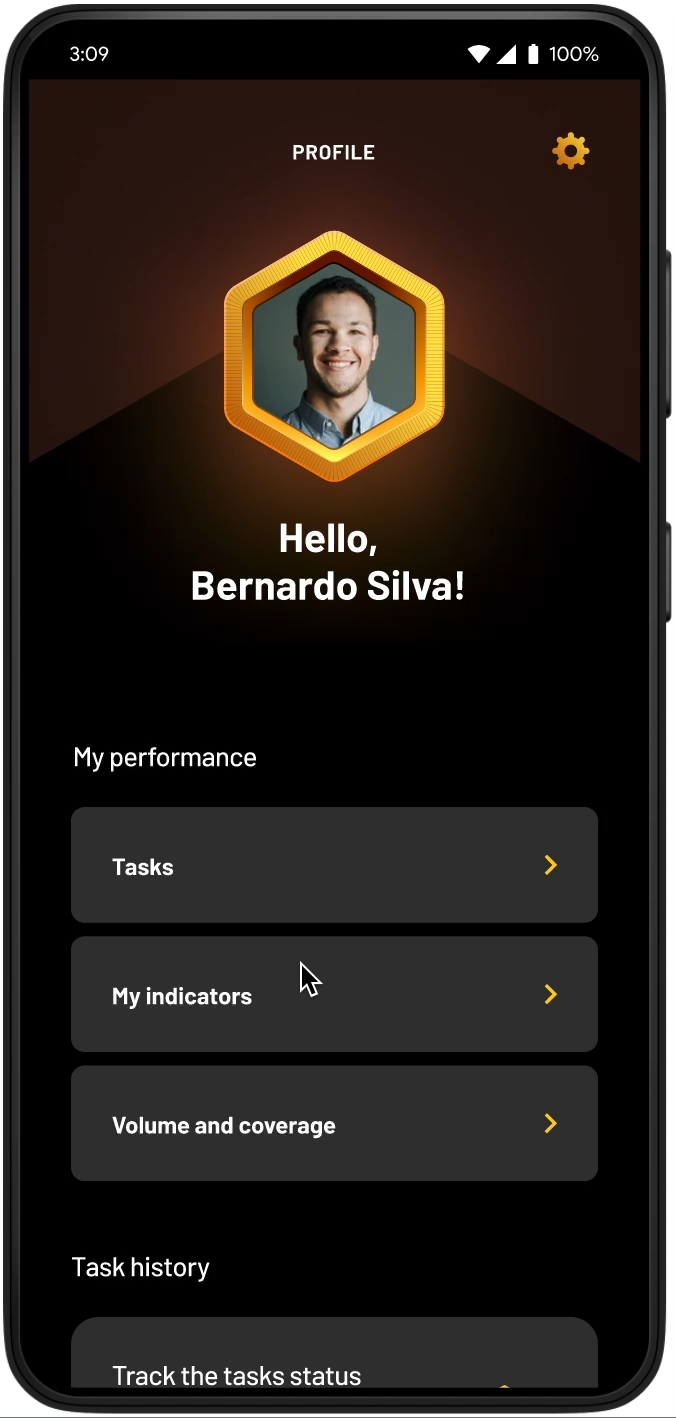 3:09
100%
PROFILE
Hello,
Bernardo Silva!
My performance
Tasks
My indicators
Volume and coverage
Task history
Track the tasks status